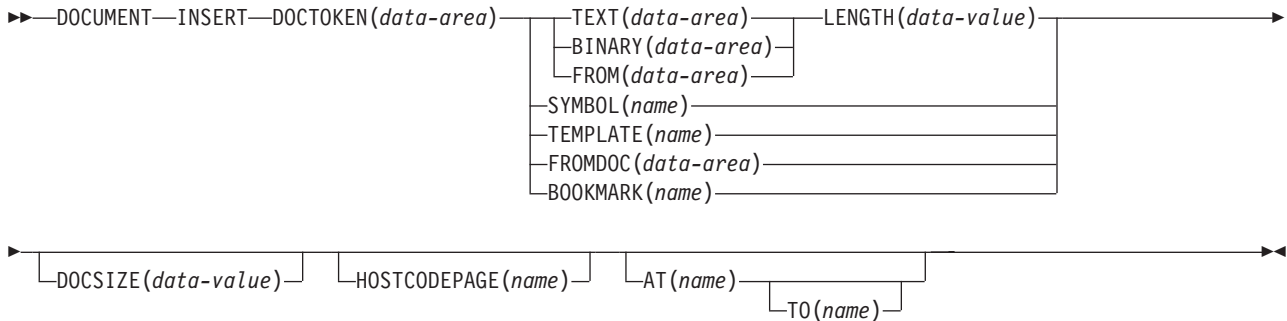 DOCUMENT INSERT DOCTOKEN(data-area) TEXT(data-area) LENGTH(data-value)
BINARY(data-area)
FROM(data-area)
SYMBOL(name)
TEMPLATE(name)
FROMDOC(data-area)
BOOKMARK(name)
DOCSIZE(data-value) HOSTCODEPAGE(name) AT(name)
TO(name)